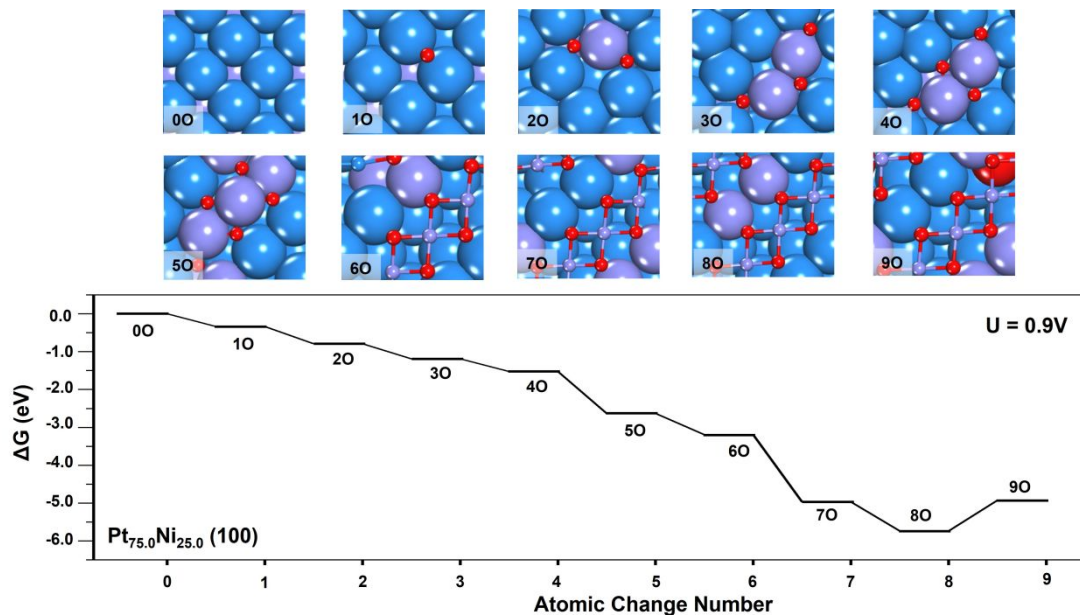 0O 1O 2O 3O 4O
5O 6O 7O 8O 9O
0.0
-1.0
-2.0
-3.0
-4.0
-5.0
-6.0
ΔG (eV)
U = 0.9V
0O
1O
2O
3O
4O
5O
6O
7O
8O
9O
Pt75.0Ni25.0 (100)
0 1 2 3 4 5 6 7 8 9
Atomic Change Number